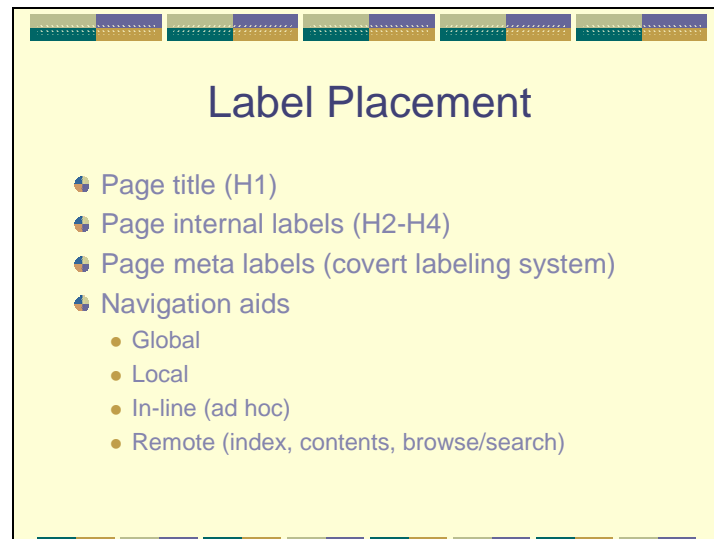 Label Placement
Page title (H1)
Page internal labels (H2-H4)
Page meta labels (covert labeling system)
Navigation aids
Global
Local
In-line (ad hoc)
Remote (index, contents, browse/search)